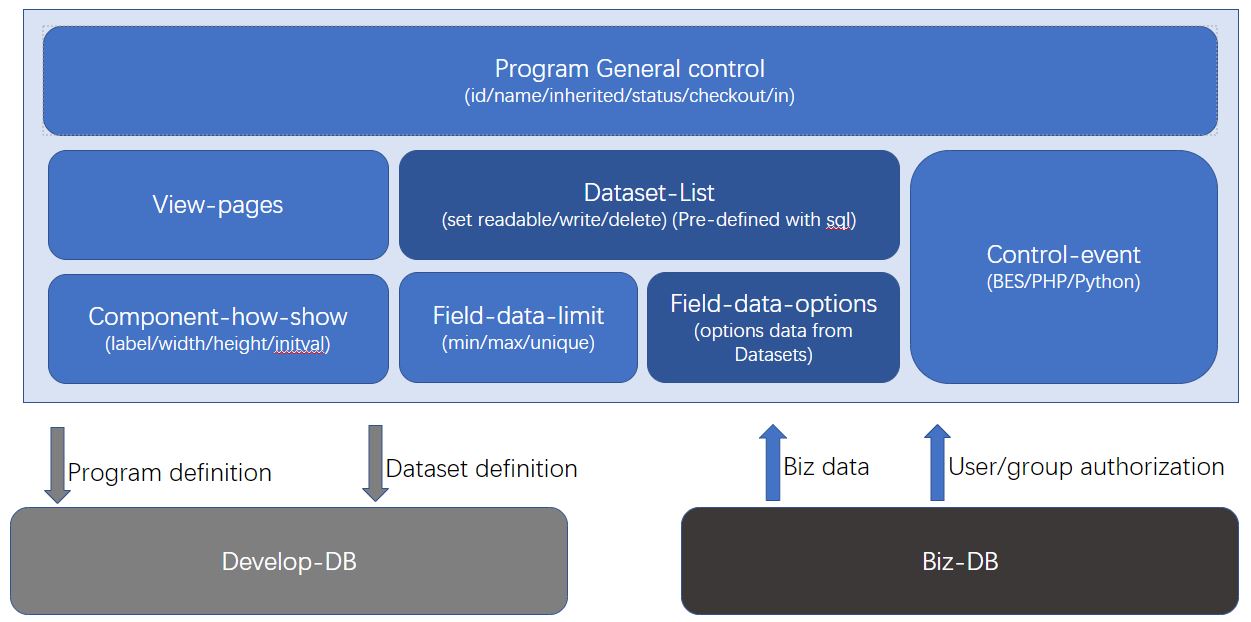 Program General control
(id/name/inherited/status/checkout/in)
View-pages
Dataset-List
(set readable/write/delete) (Pre-defined with sql)
Control-event
(BES/PHP/Python)
Component-how-show
(label/width/height/initval)
Field-data-limit
(min/max/unique)
Field-data-options
(options data from
Datasets)
Program definition
Dataset definition
Biz data
User/group authorization
Develop-DB
Biz-DB